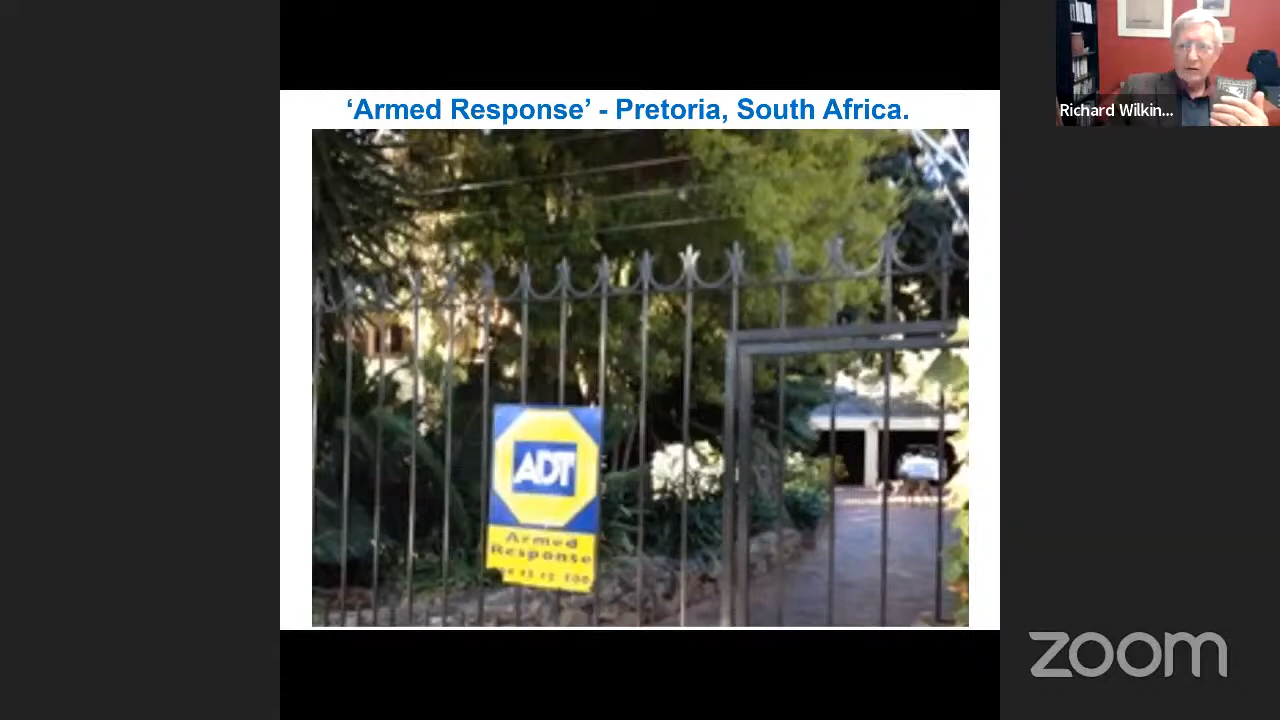 ‘Armed Response’ - Pretoria, South Africa.
Richard Wilkin...
ADT
Armed
Response
zoom